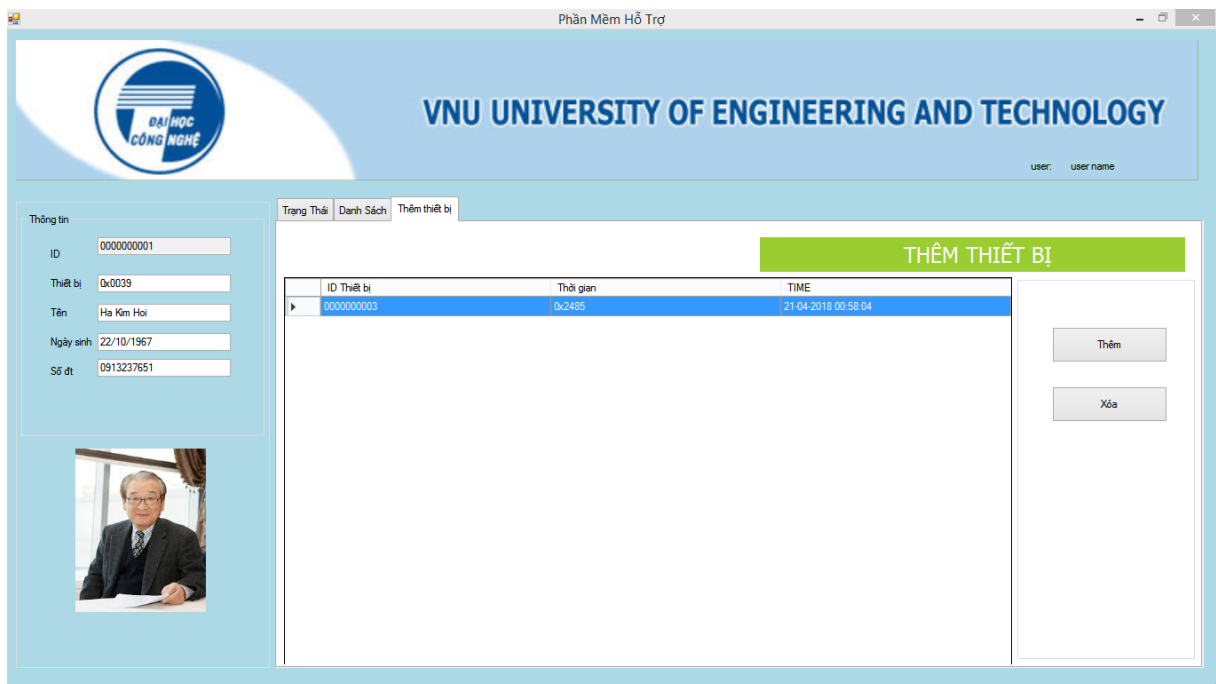 Phần Mềm Hỗ Trợ
ĐẠI HỌC
CÔNG NGHỆ
VNU UNIVERSITY OF ENGINEERING AND TECHNOLOGY
user: user name
Thông tin
ID 0000000001
Thiết bị 0x0039
Tên Ha Kim Hoi
Ngày sinh 22/10/1967
Số đt 0913237651
Trạng Thái Danh Sách Thêm thiết bị
THÊM THIẾT BỊ
ID Thiết bị Thời gian TIME
0000000003 0x2485 21-04-2018 00:58:04
Thêm
Xóa